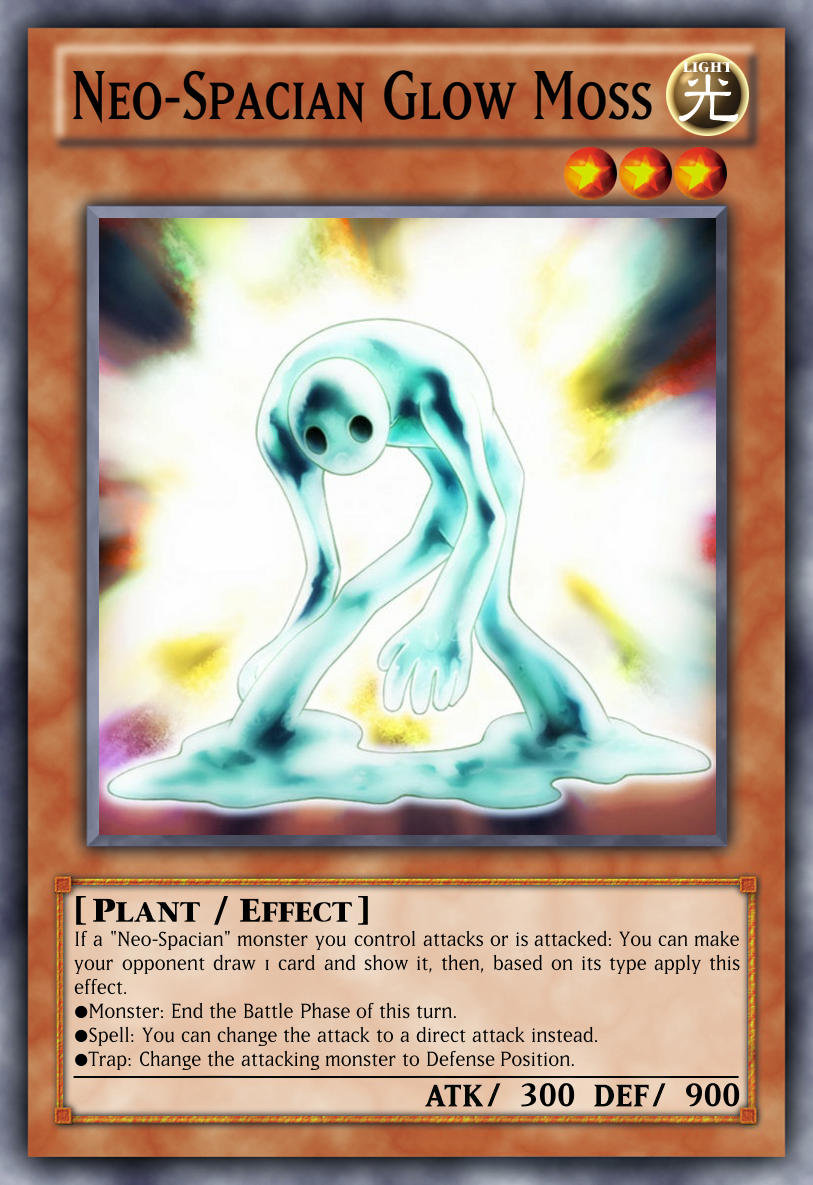 Neo-Spacian Glow Moss
LIGHT
光
[ Plant / Effect ]
If a "Neo-Spacian" monster you control attacks or is attacked: You can make
your opponent draw 1 card and show it, then, based on its type apply this
effect.
●Monster: End the Battle Phase of this turn.
●Spell: You can change the attack to a direct attack instead.
●Trap: Change the attacking monster to Defense Position.
ATK/ 300 DEF/ 900